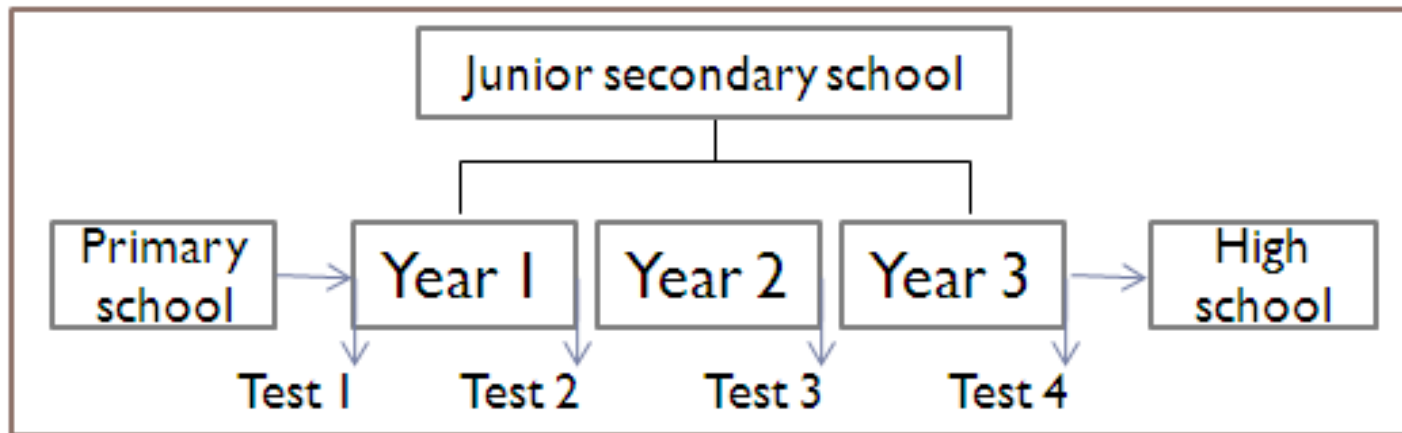 Junior secondary school
Primary
school
Year 1
Year 2
Year 3
High
school
Test 1
Test 2
Test 3
Test 4